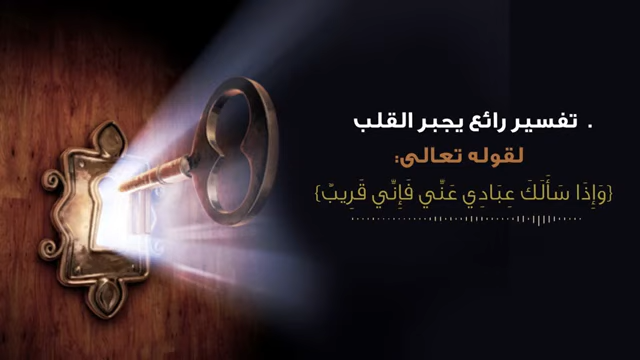 . تفسير رائع يجبر القلب
لقوله تعالى:
{وَإِذَا سَأَلَكَ عِبَادِي عَنِّي فَإِنِّي قَرِيبٌ}